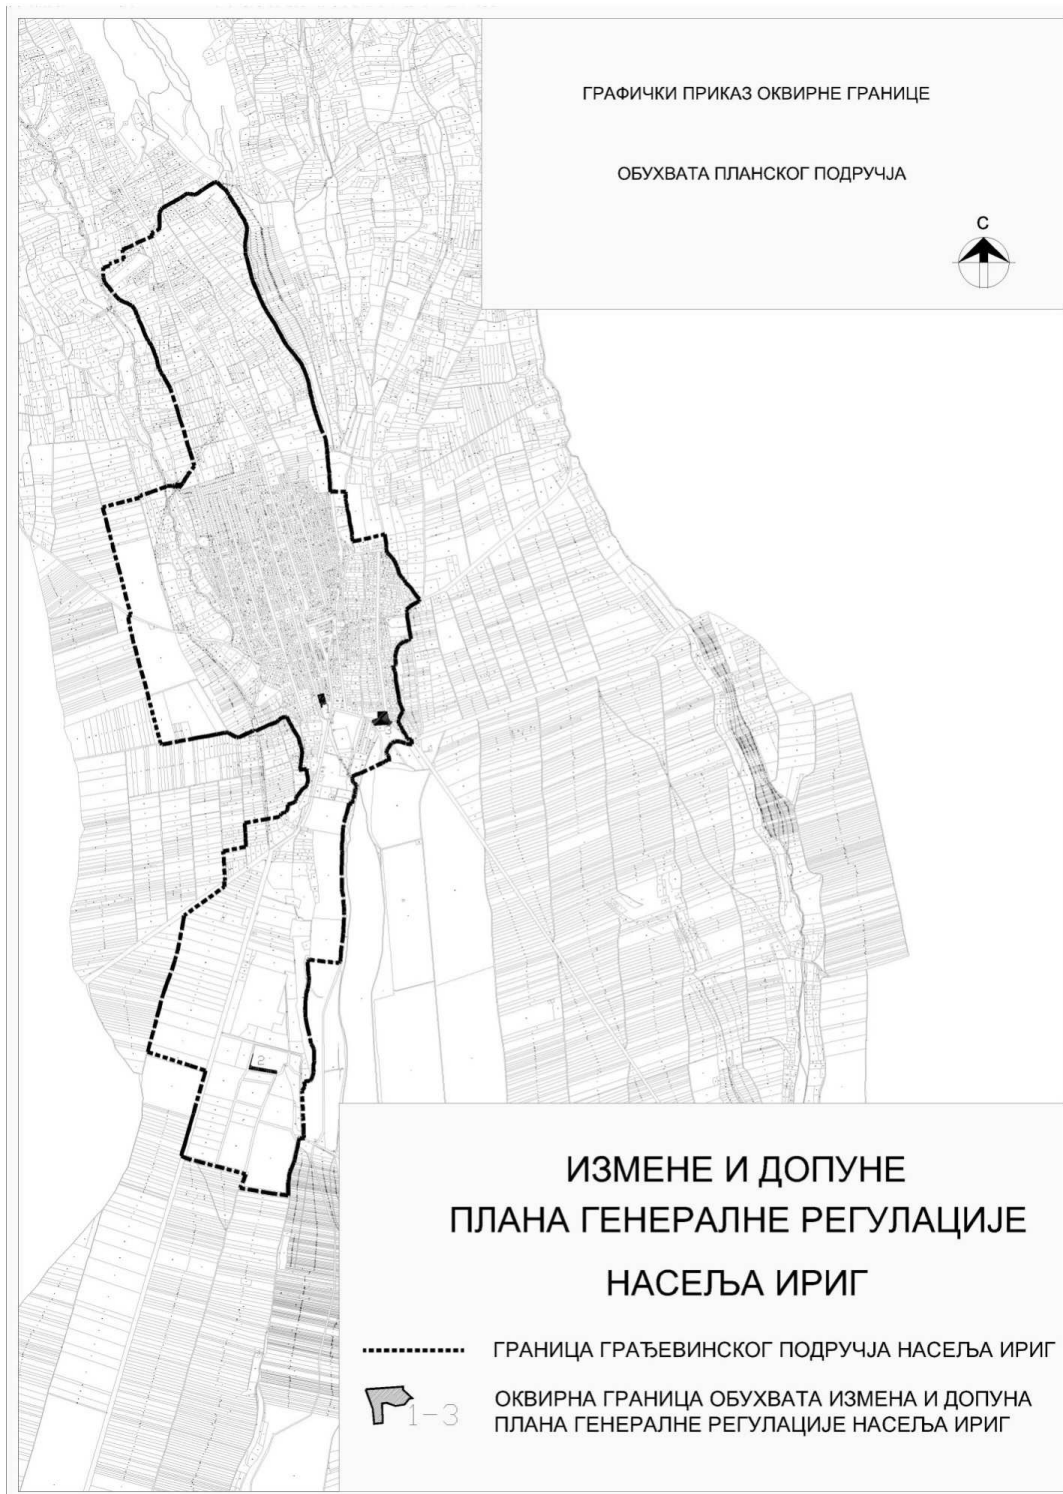 ГРАФИЧКИ ПРИКАЗ ОКВИРНЕ ГРАНИЦЕ
ОБУХВАТА ПЛАНСКОГ ПОДРУЧЈА
С
2
ИЗМЕНЕ И ДОПУНЕ
ПЛАНА ГЕНЕРАЛНЕ РЕГУЛАЦИЈЕ
НАСЕЉА ИРИГ
ГРАНИЦА ГРАЂЕВИНСКОГ ПОДРУЧЈА НАСЕЉА ИРИГ
1-3
ОКВИРНА ГРАНИЦА ОБУХВАТА ИЗМЕНА И ДОПУНА
ПЛАНА ГЕНЕРАЛНЕ РЕГУЛАЦИЈЕ НАСЕЉА ИРИГ